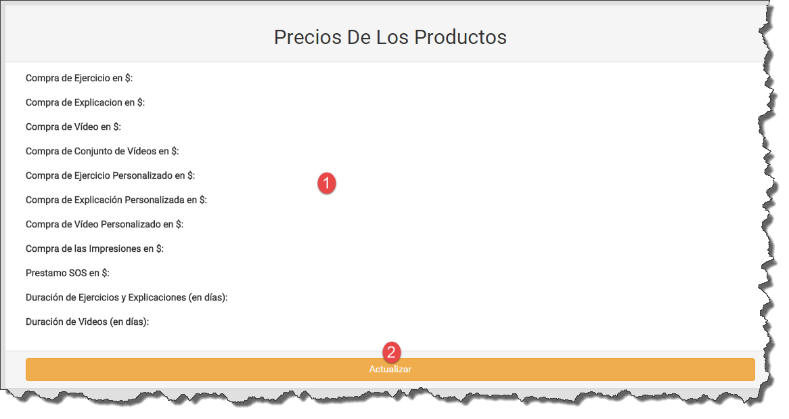 Precios De Los Productos
Compra de Ejercicio en $:
Compra de Explicacion en $:
Compra de Vídeo en $:
Compra de Conjunto de Vídeos en $:
Compra de Ejercicio Personalizado en $:
1
Compra de Explicación Personalizada en $:
Compra de Vídeo Personalizado en $:
Compra de las Impresiones en $:
Prestamo SOS en $:
Duración de Ejercicios y Explicaciones (en días):
Duración de Videos (en días):
2
Actualizar